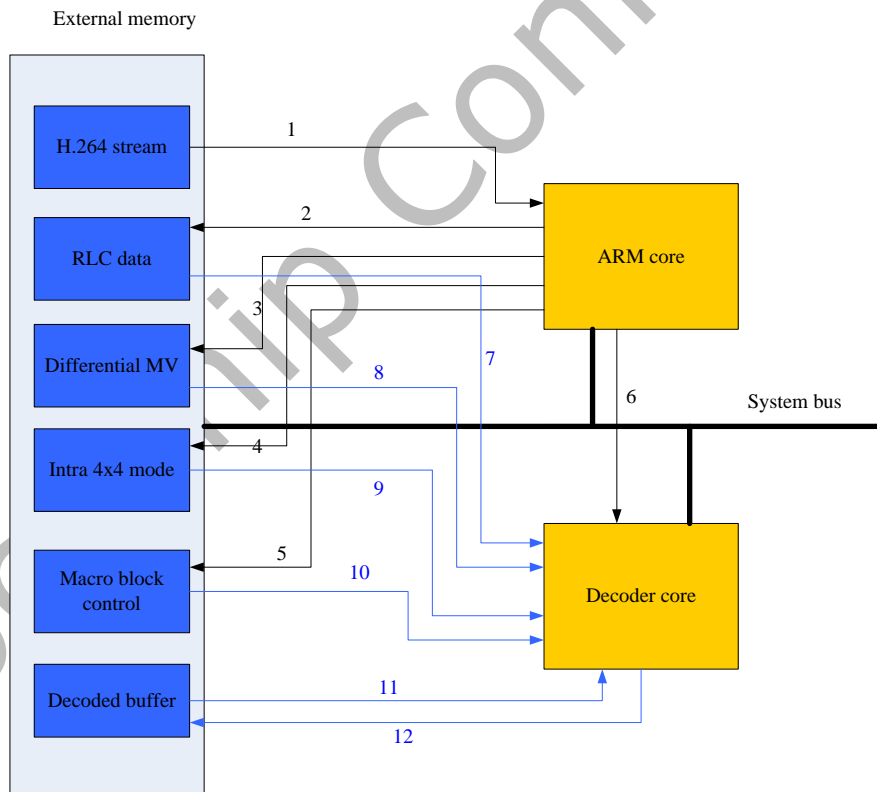 External memory
H.264 stream
1
2
RLC data
ARM core
3
Differential MV
8
7
6
System bus
4
Intra 4x4 mode
9
5
10
Macro block
control
Decoder core
Decoded buffer
11
12